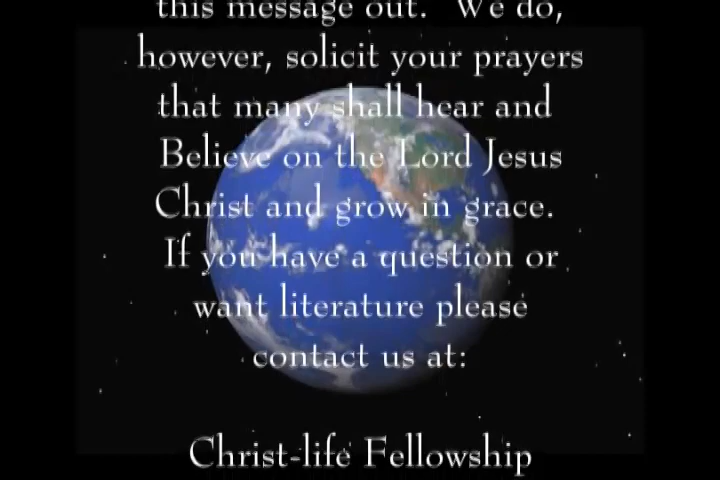 this message out. We do,
however, solicit your prayers
that many shall hear and
Believe on the Lord Jesus
Christ and grow in grace.
If you have a question or
want literature please
contact us at:
Christ-life Fellowship